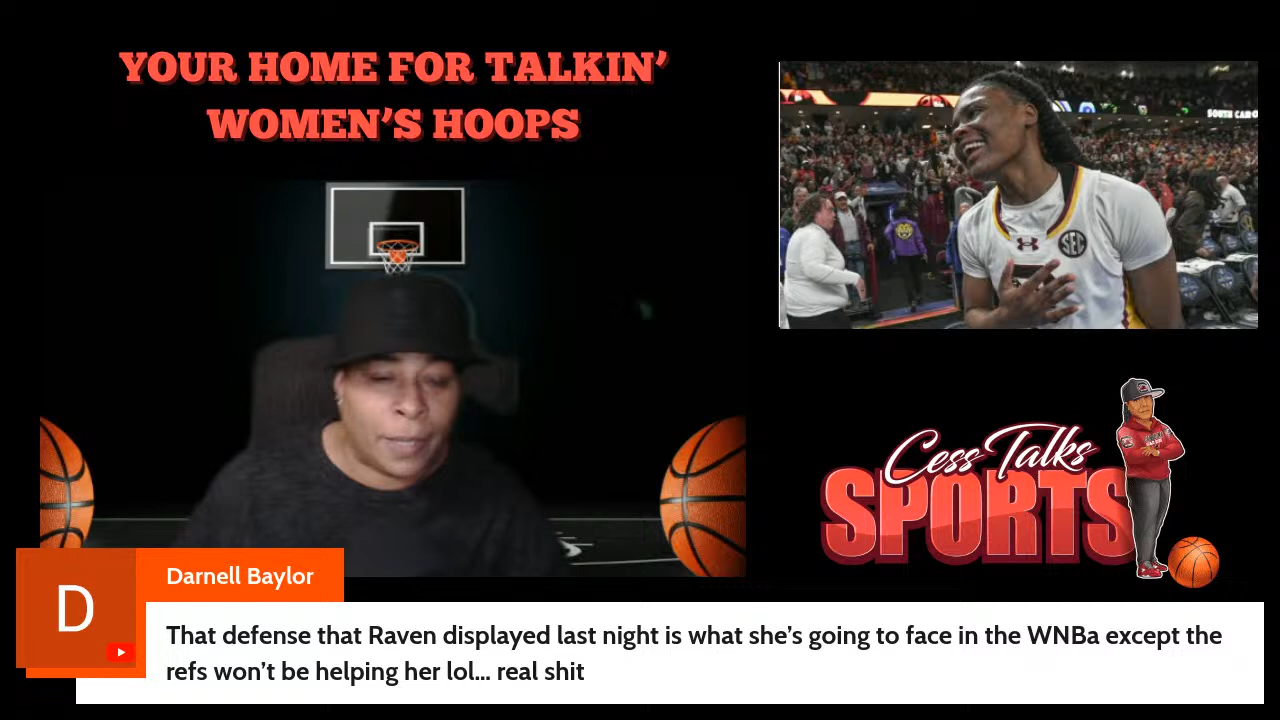 YOUR HOME FOR TALKIN’
WOMEN’S HOOPS
SOUTH CARO
SEC
Cess Talks
SPORTS
D
Darnell Baylor
That defense that Raven displayed last night is what she’s going to face in the WNBa except the
refs won’t be helping her lol... real shit